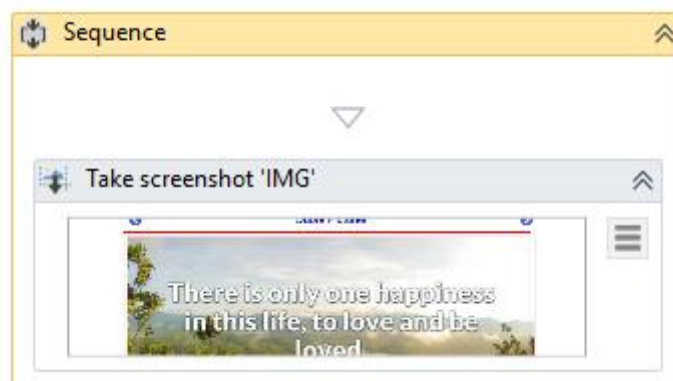 Sequence
Take screenshot 'IMG'
There is only one happiness
in this life, to love and be
loved